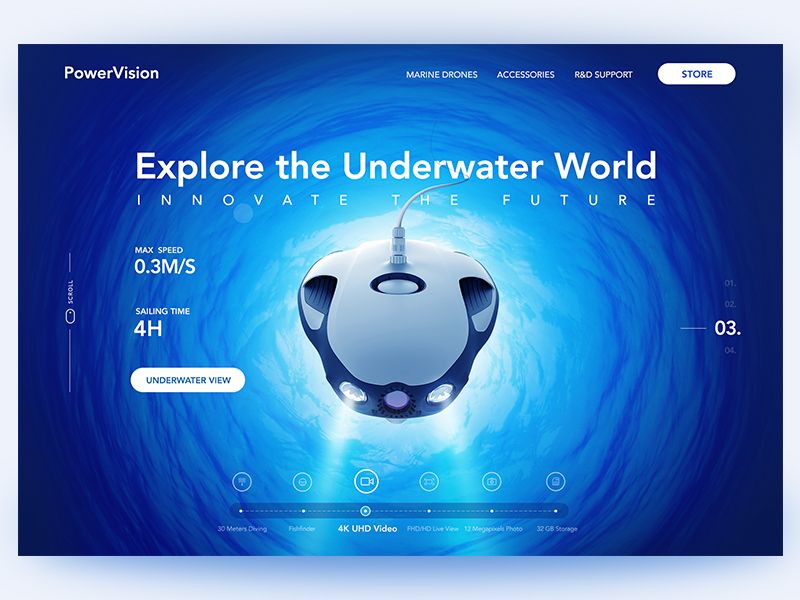 PowerVision
MARINE DRONES
ACCESSORIES
R&D SUPPORT
STORE
Explore the Underwater World
INNOVATE THE FUTURE
MAX SPEED
0.3M/S
SCROLL
SAILING TIME
4H
UNDERWATER VIEW
01.
02.
03.
04.
30 Meters Diving
Fishfinder
4K UHD Video
FHD/HD Live View
12 Megapixels Photo
32 GB Storage